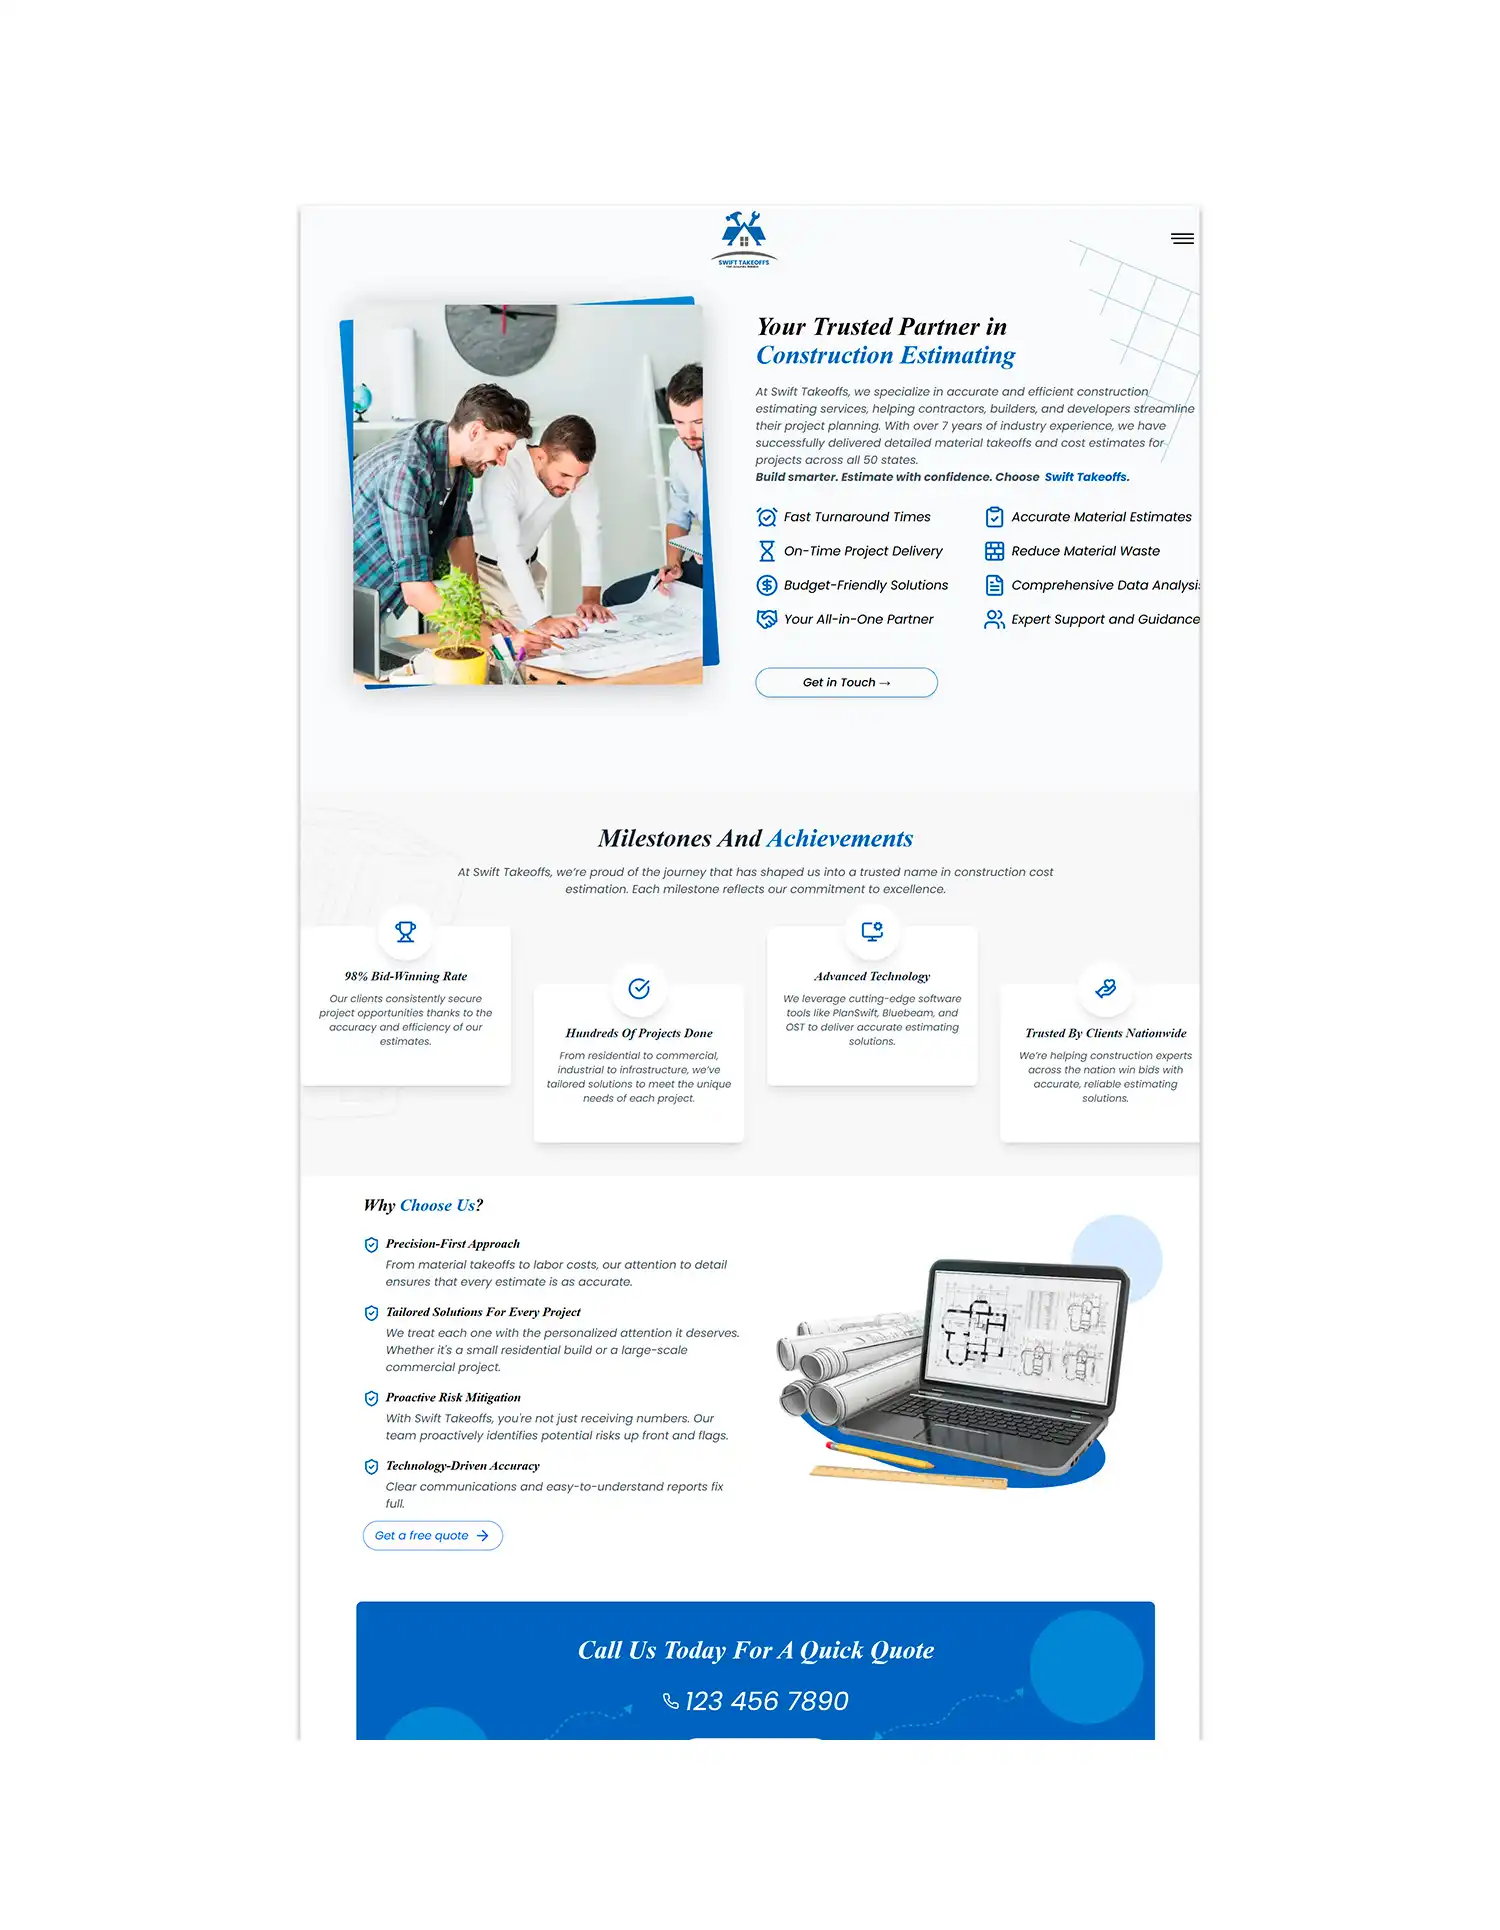 SWIFT TAKEOFFS
Your Trusted Partner in
Construction Estimating
At Swift Takeoffs, we specialize in accurate and efficient construction
estimating services, helping contractors, builders, and developers streamline
their project planning. With over 7 years of industry experience, we have
successfully delivered detailed material takeoffs and cost estimates for
projects across all 50 states.
Build smarter. Estimate with confidence. Choose Swift Takeoffs.
Fast Turnaround Times
Accurate Material Estimates
On-Time Project Delivery
Reduce Material Waste
Budget-Friendly Solutions
Comprehensive Data Analysis
Your All-in-One Partner
Expert Support and Guidance
Get in Touch →
Milestones And Achievements
At Swift Takeoffs, we’re proud of the journey that has shaped us into a trusted name in construction cost
estimation. Each milestone reflects our commitment to excellence.
98% Bid-Winning Rate
Our clients consistently secure
project opportunities thanks to the
accuracy and efficiency of our
estimates.
Hundreds Of Projects Done
From residential to commercial,
industrial to infrastructure, we’ve
tailored solutions to meet the unique
needs of each project.
Advanced Technology
We leverage cutting-edge software
tools like PlanSwift, Bluebeam, and
OST to deliver accurate estimating
solutions.
Trusted By Clients Nationwide
We’re helping construction experts
across the nation win bids with
accurate, reliable estimating
solutions.
Why Choose Us?
Precision-First Approach
From material takeoffs to labor costs, our attention to detail
ensures that every estimate is as accurate.
Tailored Solutions For Every Project
We treat each one with the personalized attention it deserves.
Whether it's a small residential build or a large-scale
commercial project.
Proactive Risk Mitigation
With Swift Takeoffs, you're not just receiving numbers. Our
team proactively identifies potential risks up front and flags.
Technology-Driven Accuracy
Clear communications and easy-to-understand reports fix
full.
Get a free quote →
Call Us Today For A Quick Quote
123 456 7890